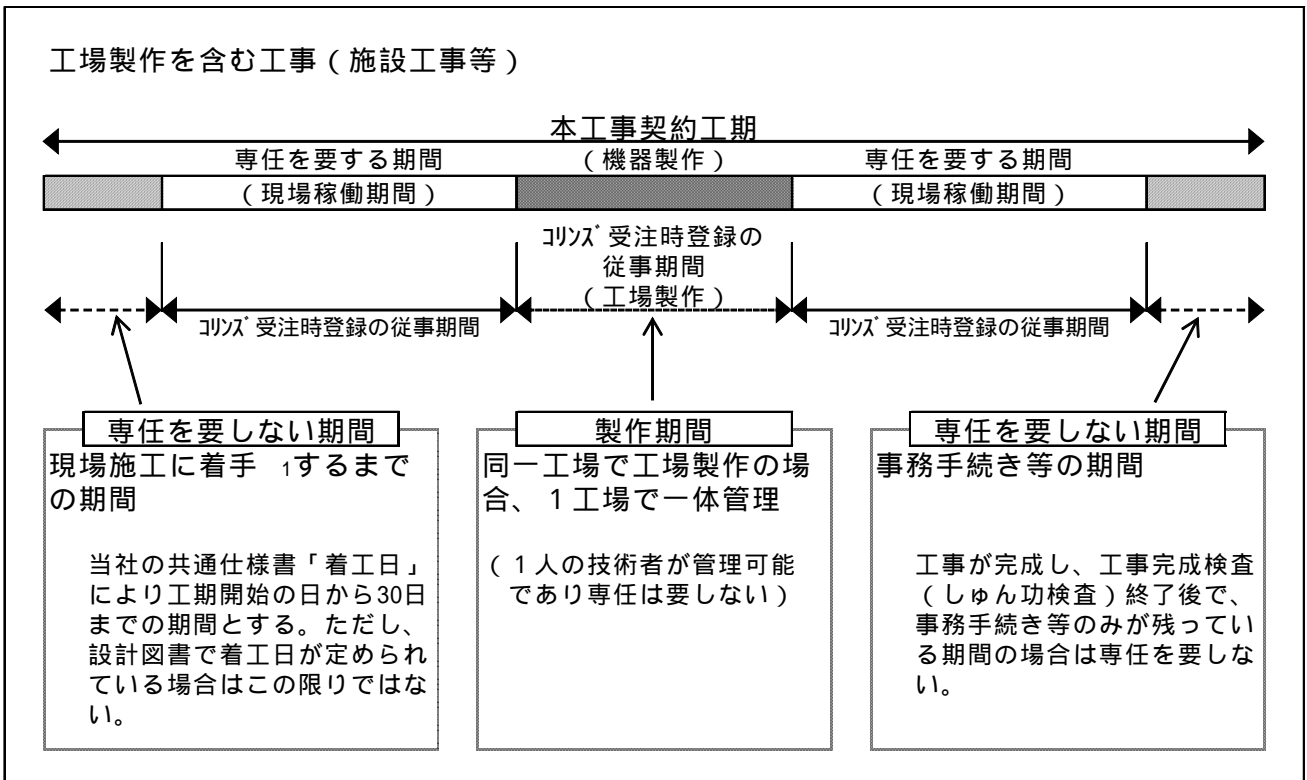 工場製作を含む工事（施設工事等）
本工事契約工期
専任を要する期間
（機器製作）
専任を要する期間
（現場稼働期間）
（現場稼働期間）
ｺﾘﾝｽﾞ受注時登録の
従事期間
（工場製作）
ｺﾘﾝｽﾞ受注時登録の従事期間
ｺﾘﾝｽﾞ受注時登録の従事期間
専任を要しない期間
現場施工に着手 1するまで
の期間
当社の共通仕様書「着工日」
により工期開始の日から30日
までの期間とする。ただし、
設計図書で着工日が定められ
ている場合はこの限りではな
い。
製作期間
同一工場で工場製作の場
合、１工場で一体管理
（１人の技術者が管理可能
であり専任は要しない）
専任を要しない期間
事務手続き等の期間
工事が完成し、工事完成検査
（しゅん功検査）終了後で、
事務手続き等のみが残ってい
る期間の場合は専任を要しな
い。